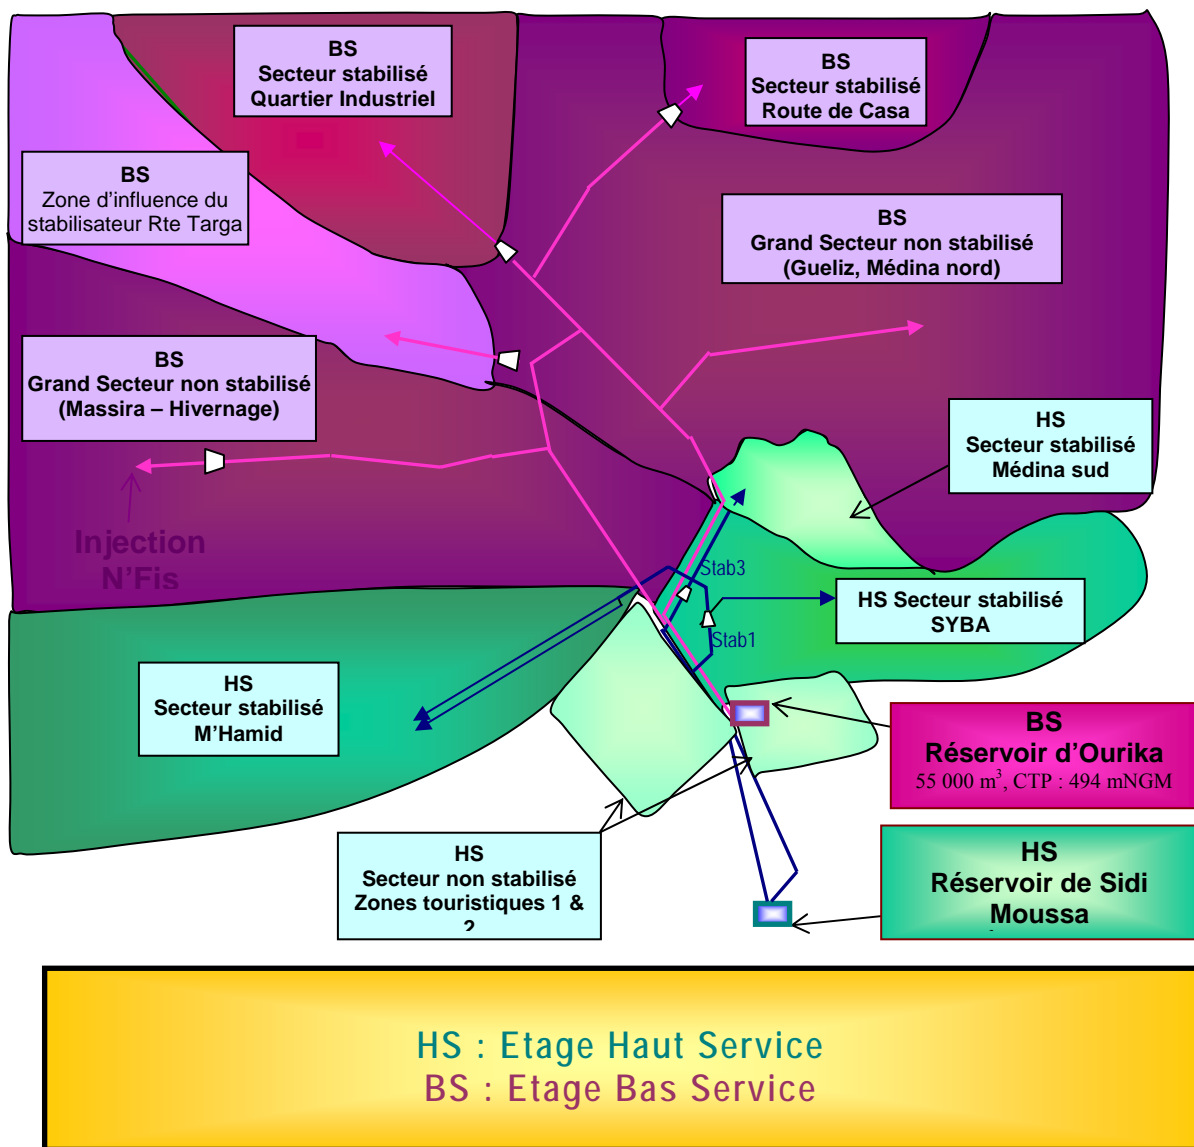 BS
Secteur stabilisé
Quartier Industriel
BS
Secteur stabilisé
Route de Casa
BS
Zone d’influence du
stabilisateur Rte Targa
BS
Grand Secteur non stabilisé
(Gueliz, Médina nord)
BS
Grand Secteur non stabilisé
(Massira – Hivernage)
HS
Secteur stabilisé
Médina sud
Injection
N’Fis
Stab3
HS Secteur stabilisé
SYBA
Stab1
HS
Secteur stabilisé
M’Hamid
BS
Réservoir d’Ourika
55 000 m³, CTP : 494 mNGM
HS
Secteur non stabilisé
Zones touristiques 1 &
2
HS
Réservoir de Sidi
Moussa
HS : Etage Haut Service
BS : Etage Bas Service